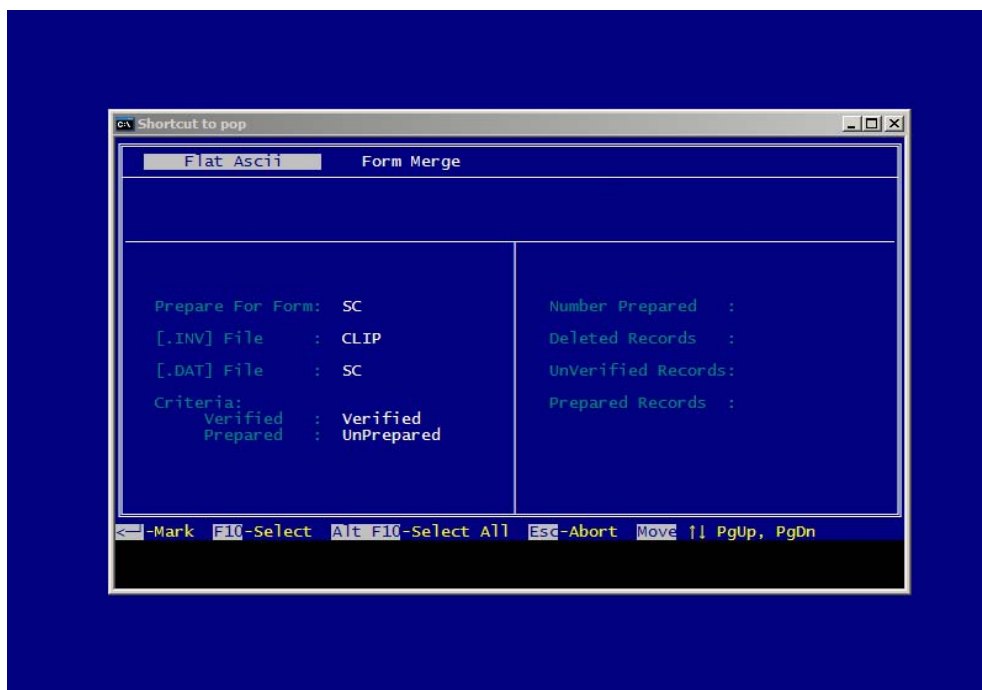 Shortcut to pop
Flat Ascii Form Merge
Prepare For Form: SC
[.INV] File : CLIP
[.DAT] File : SC
Criteria:
Verified : Verified
Prepared : UnPrepared
Number Prepared :
Deleted Records :
UnVerified Records:
Prepared Records :
<─┘-Mark F10-Select Alt F10-Select All Esc-Abort Move ↑↓ PgUp, PgDn